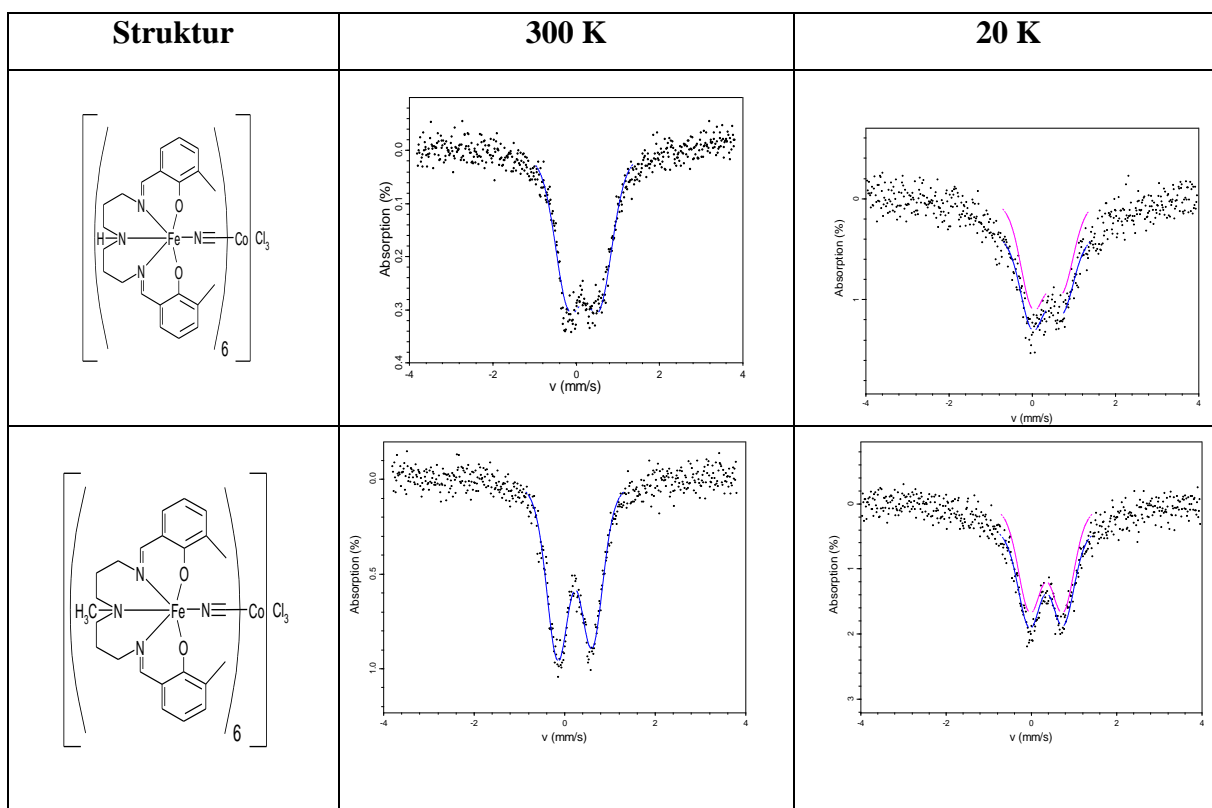 Struktur
300 K
20 K
H N N N Fe O O N Co Cl3
6
0.0
0.1
0.2
0.3
0.4
Absorption (%)
-4 -2 0 2 4
v (mm/s)
0
1
Absorption (%)
-4 -2 0 2 4
v (mm/s)
H3C N N N Fe O O N C Co Cl3
6
0.0
0.5
1.0
Absorption (%)
-4 -2 0 2 4
v (mm/s)
0
1
2
3
Absorption (%)
-4 -2 0 2 4
v (mm/s)